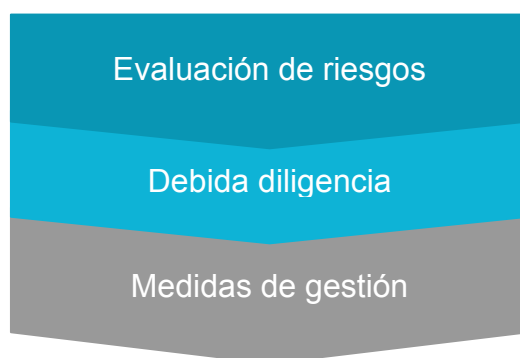 Evaluación de riesgos
Debida diligencia
Medidas de gestión